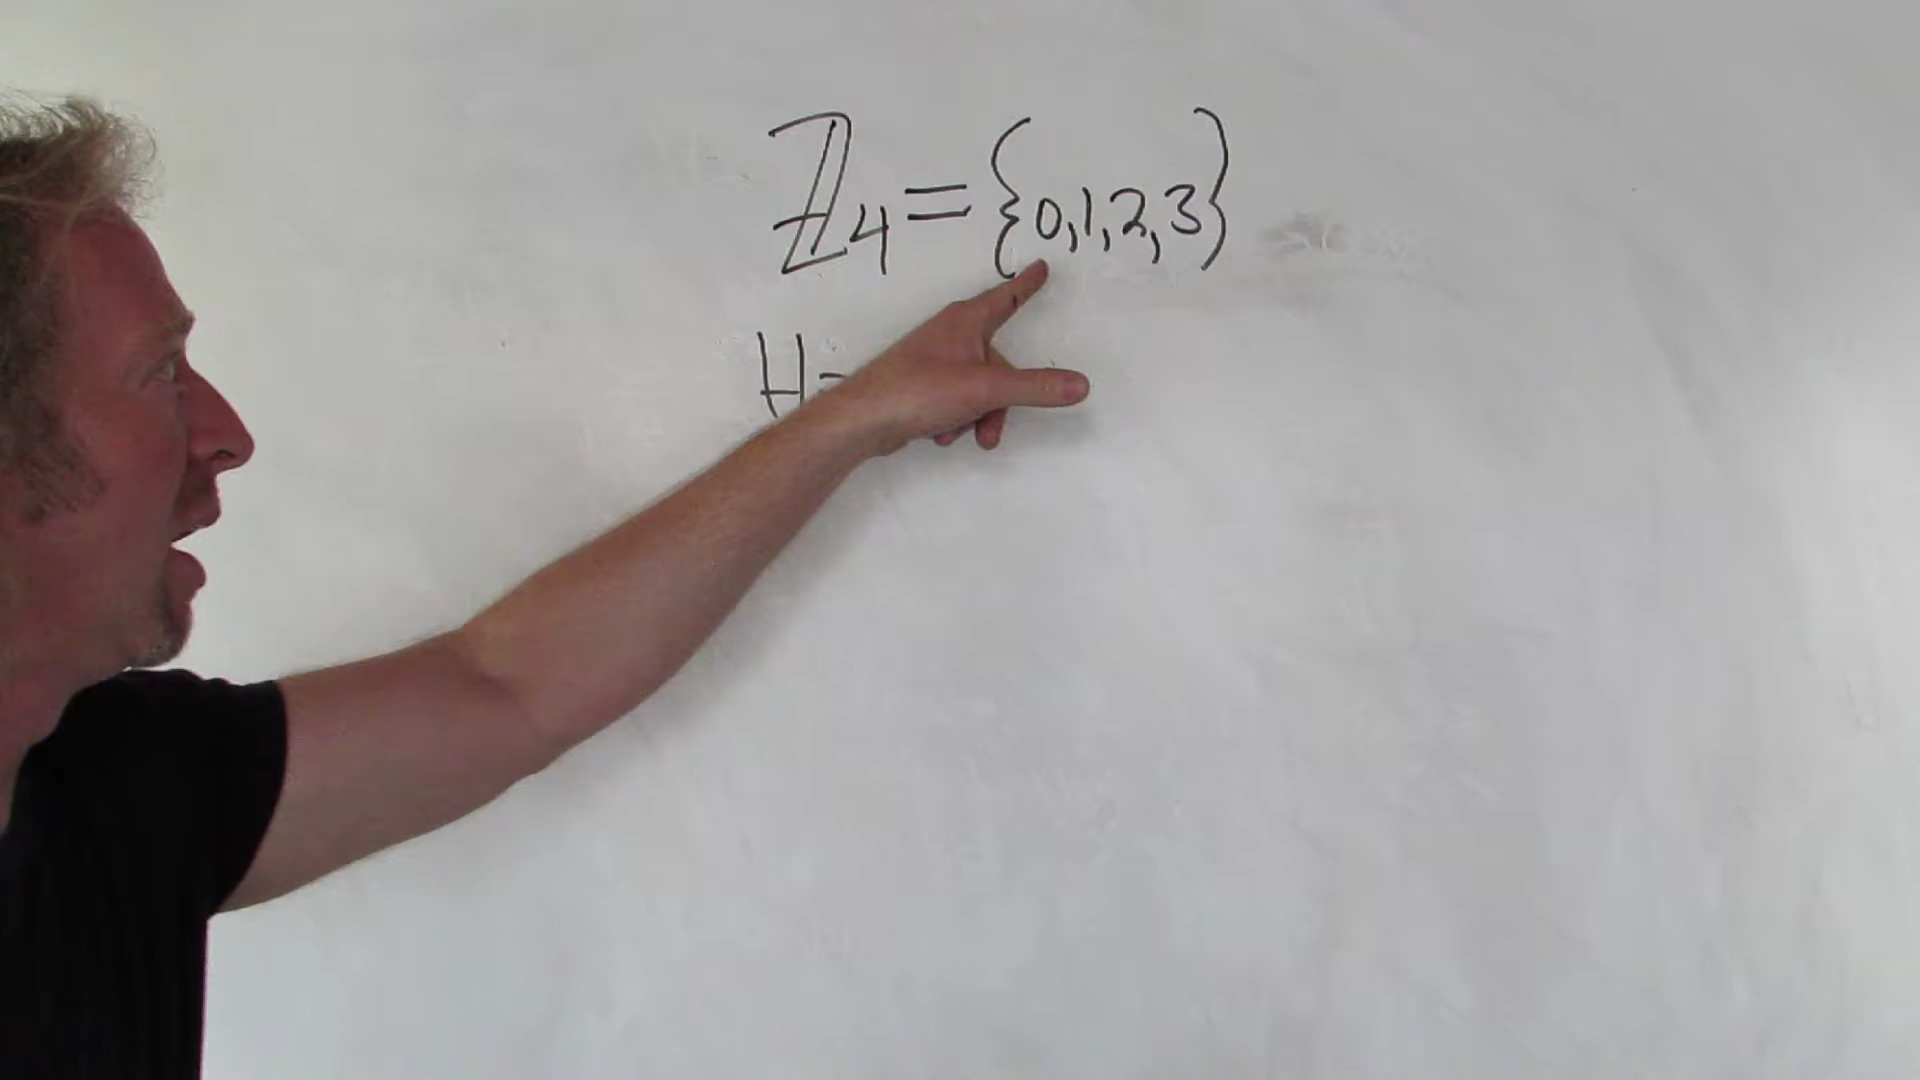 ℤ₄ = {0,1,2,3}
H =